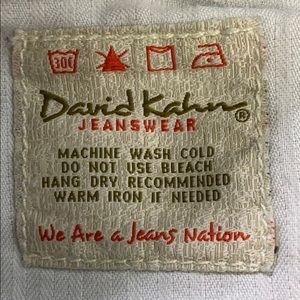 30c
David Kahn®
JEANSWEAR
MACHINE WASH COLD
DO NOT USE BLEACH
HANG DRY RECOMMENDED
WARM IRON IF NEEDED
We Are a Jeans Nation